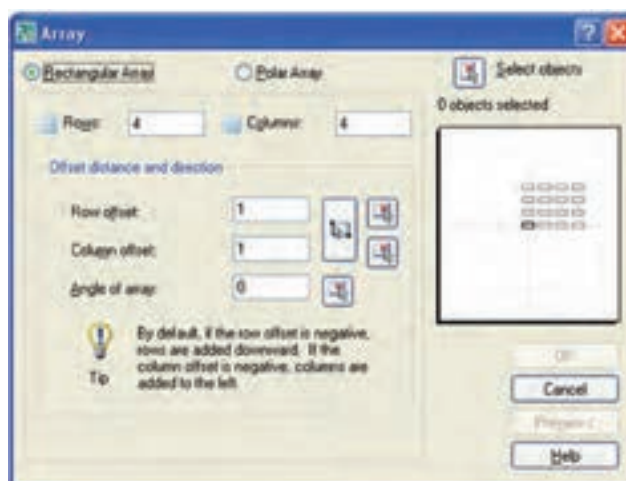 Array
Rectangular Array
Polar Array
Select objects
0 objects selected
Rows: 4
Columns: 4
Offset distance and direction
Row offset: 1
Column offset: 1
Angle of array: 0
By default, if the row offset is negative,
rows are added downward. If the
column offset is negative, columns are
added to the left.
Tip
OK
Cancel
Preview <
Help